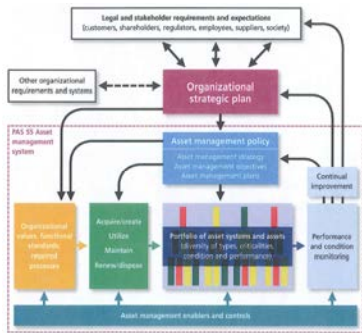 Legal and stakeholder requirements and expectations
(customers, shareholders, regulators, employees, suppliers, society)
Other organizational
requirements and systems
Organizational
strategic plan
PAS 55 Asset
management
system
Asset management policy
Asset management strategy
Asset management objectives
Asset management plans
Continual
improvement
Organizational
values, functional
standards,
required
processes
Acquire/create
Utilize
Maintain
Renew/dispose
Portfolio of asset systems and assets
(diversity of types, criticalities,
condition and performance)
Performance
and condition
monitoring
Asset management enablers and controls